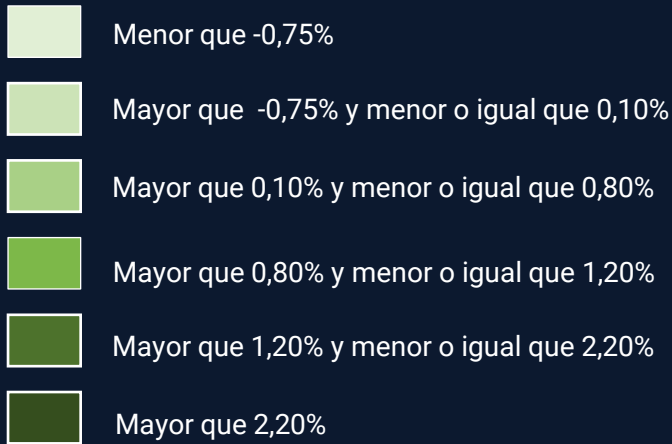 Menor que -0,75%
Mayor que  -0,75% y menor o igual que 0,10%
Mayor que 0,10% y menor o igual que 0,80%
Mayor que 0,80% y menor o igual que 1,20%
Mayor que 1,20% y menor o igual que 2,20%
Mayor que 2,20%